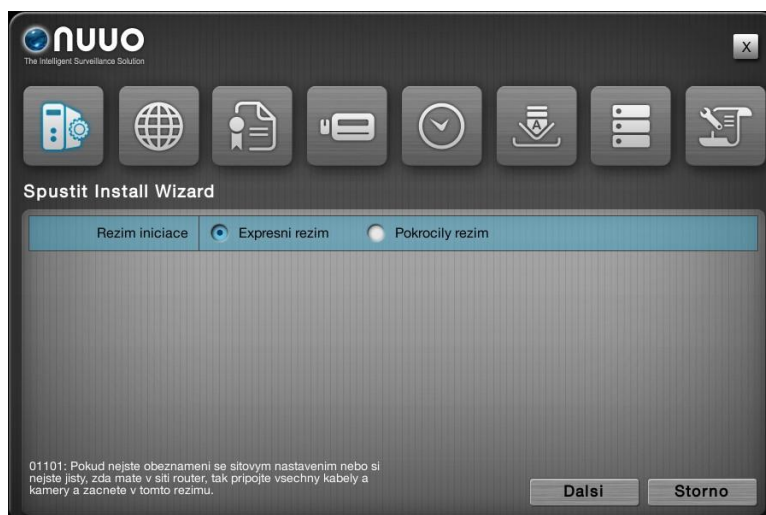 nuuo
The Intelligent Surveillance Solution
X
A
Spustit Install Wizard
Rezim iniciace
Expresni rezim
Pokrocily rezim
01101: Pokud nejste obeznameni se sitovym nastavenim nebo si
nejste jisty, zda mate v siti router, tak pripojte vsechny kabely a
kamery a zacnete v tomto rezimu.
Dalsi
Storno